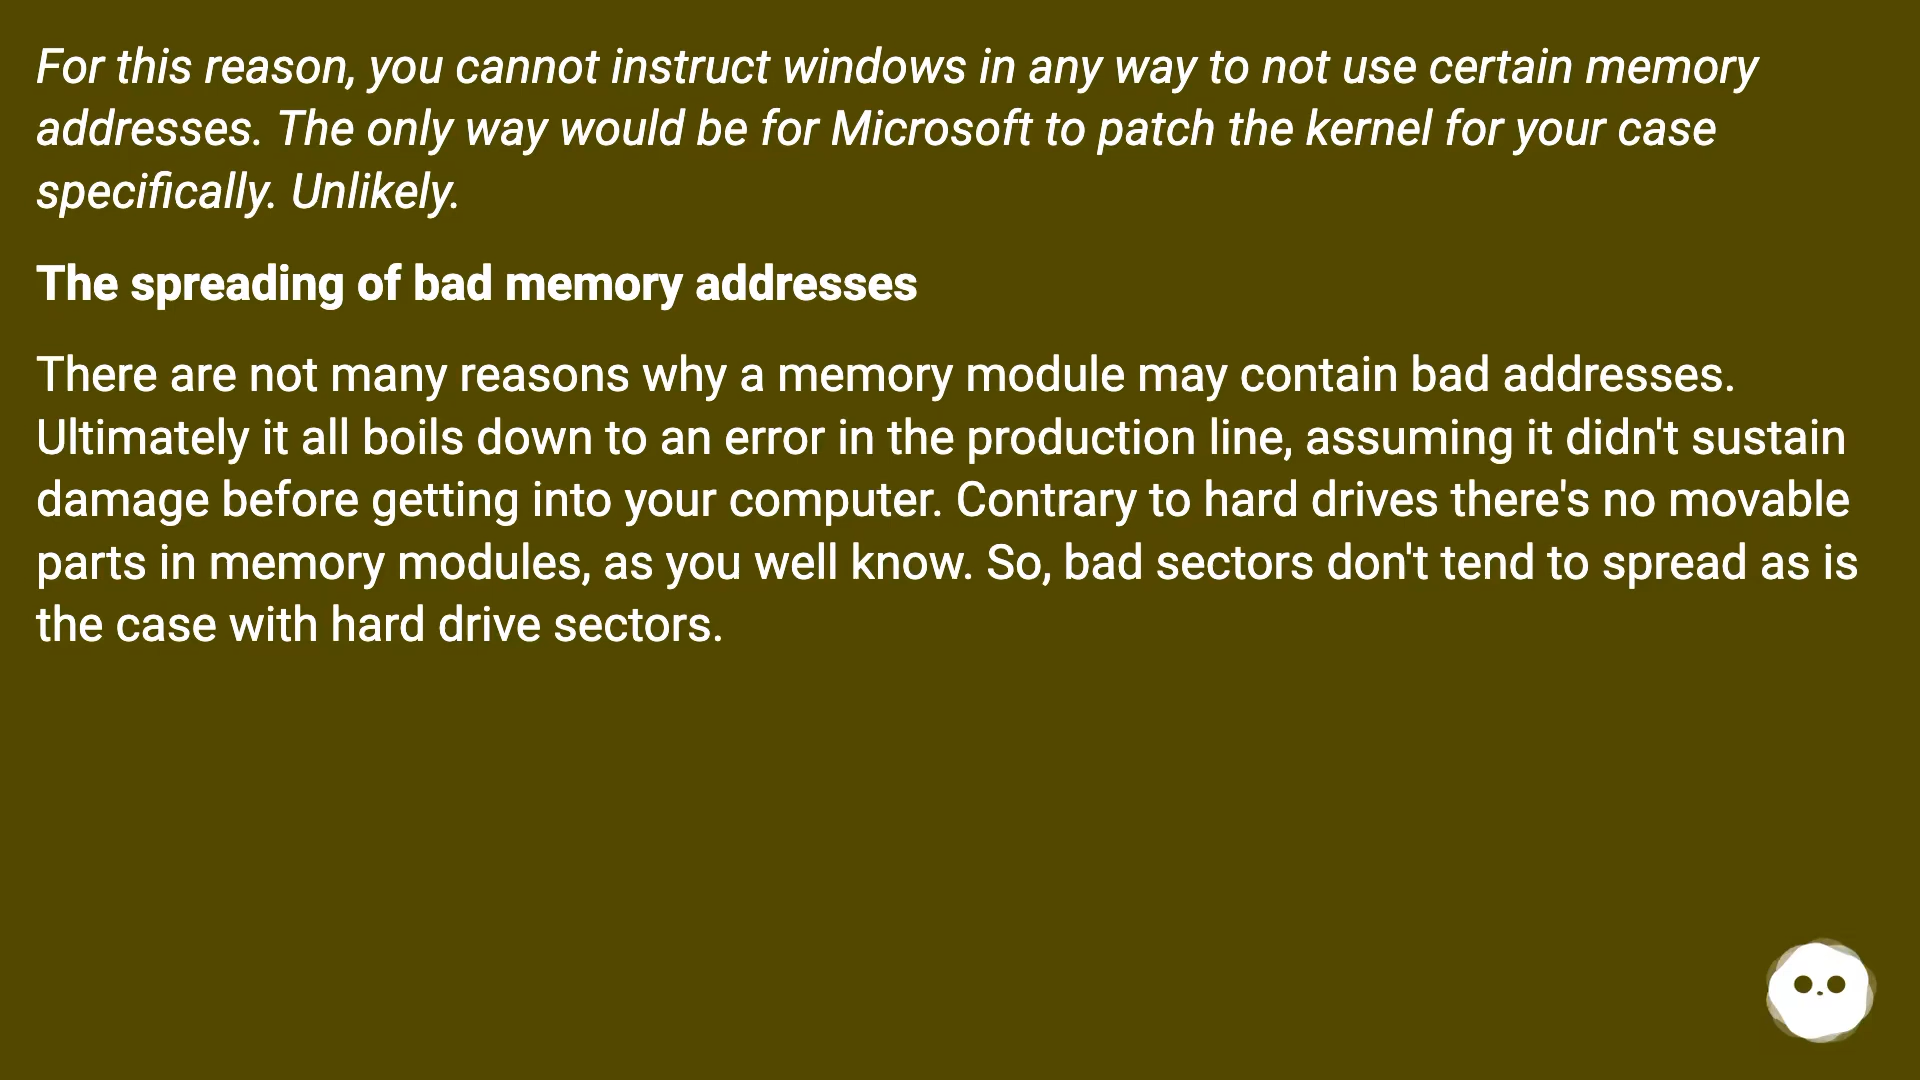 For this reason, you cannot instruct windows in any way to not use certain memory
addresses. The only way would be for Microsoft to patch the kernel for your case
specifically. Unlikely.
The spreading of bad memory addresses
There are not many reasons why a memory module may contain bad addresses.
Ultimately it all boils down to an error in the production line, assuming it didn't sustain
damage before getting into your computer. Contrary to hard drives there's no movable
parts in memory modules, as you well know. So, bad sectors don't tend to spread as is
the case with hard drive sectors.